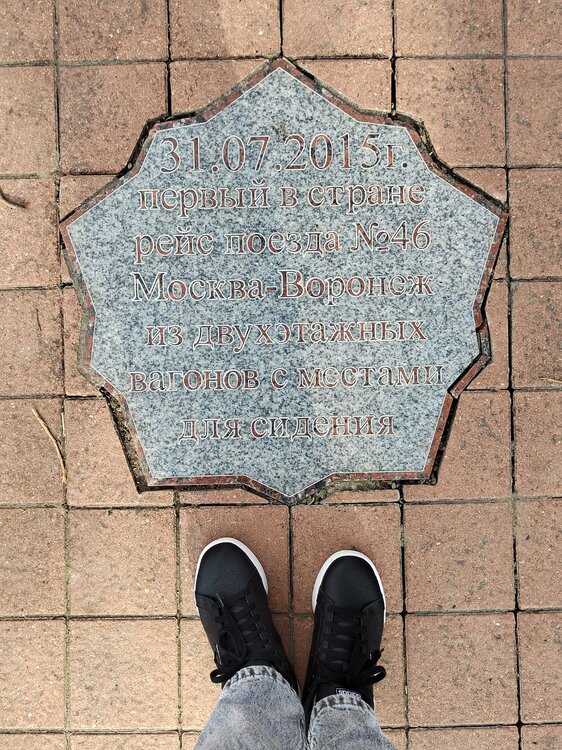 31.07.2015г.
первый в стране
рейс поезда №46
Москва-Воронеж
из двухэтажных
вагонов с местами
для сидения